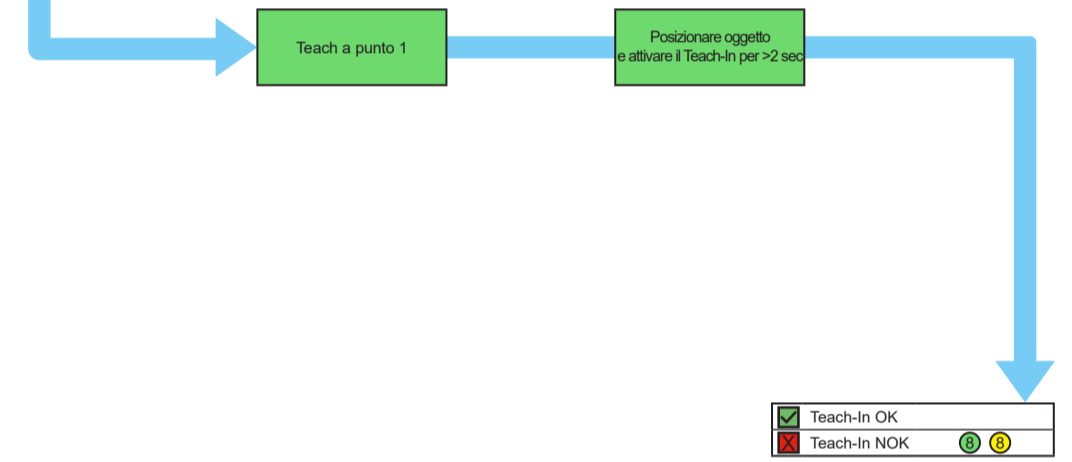 Teach a punto 1
Posizionare oggetto
e attivare il Teach-In per >2 sec
Teach-In OK
X Teach-In NOK 8 8